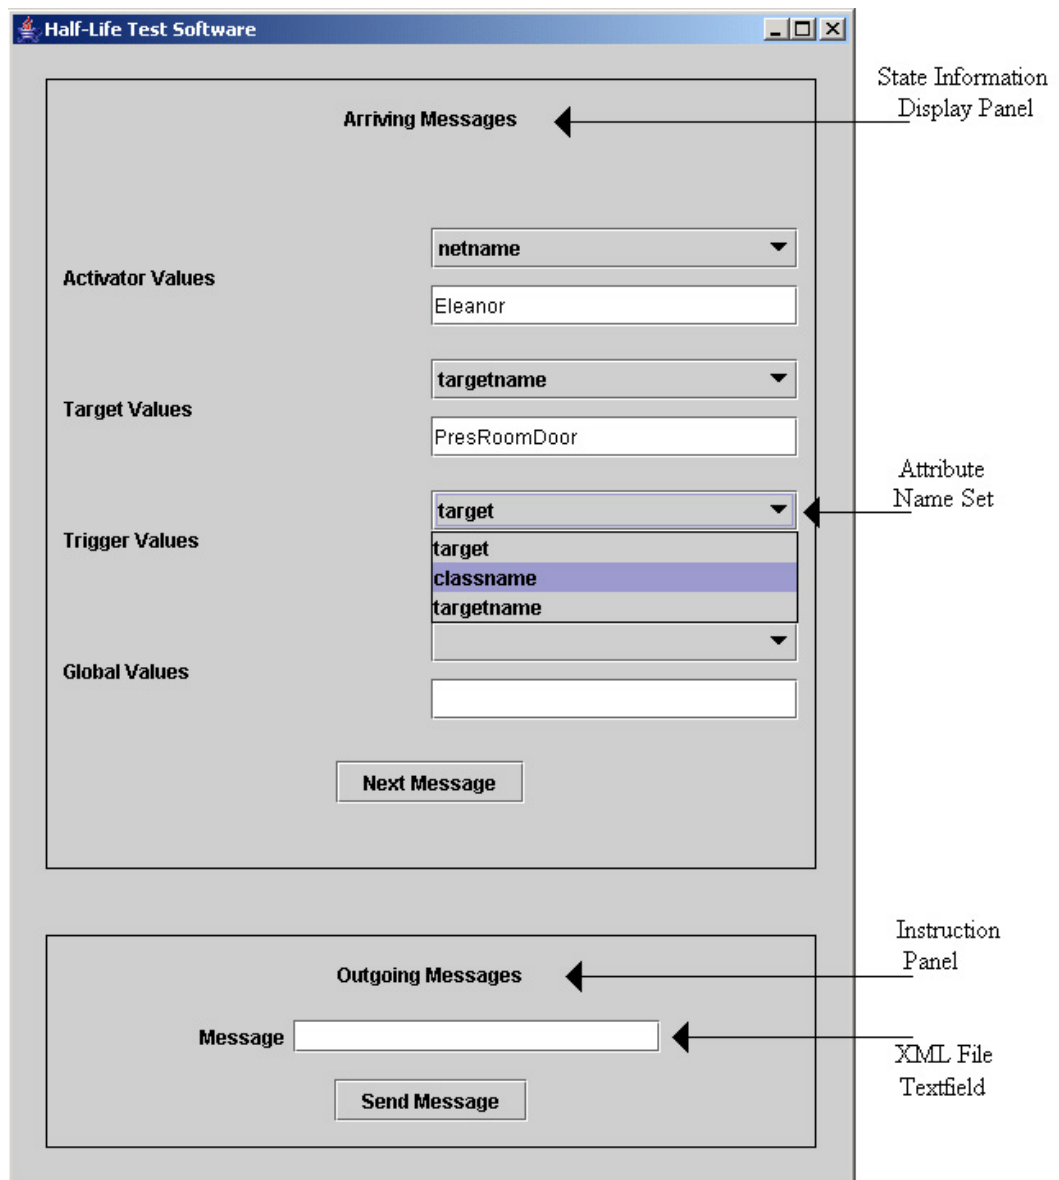 Half-Life Test Software
State Information
Display Panel
Arriving Messages
netname
Activator Values
Eleanor
targetname
Target Values
PresRoomDoor
Attribute
Name Set
target
Trigger Values
target
classname
targetname
Global Values
Next Message
Instruction
Panel
Outgoing Messages
Message
XML File
Textfield
Send Message